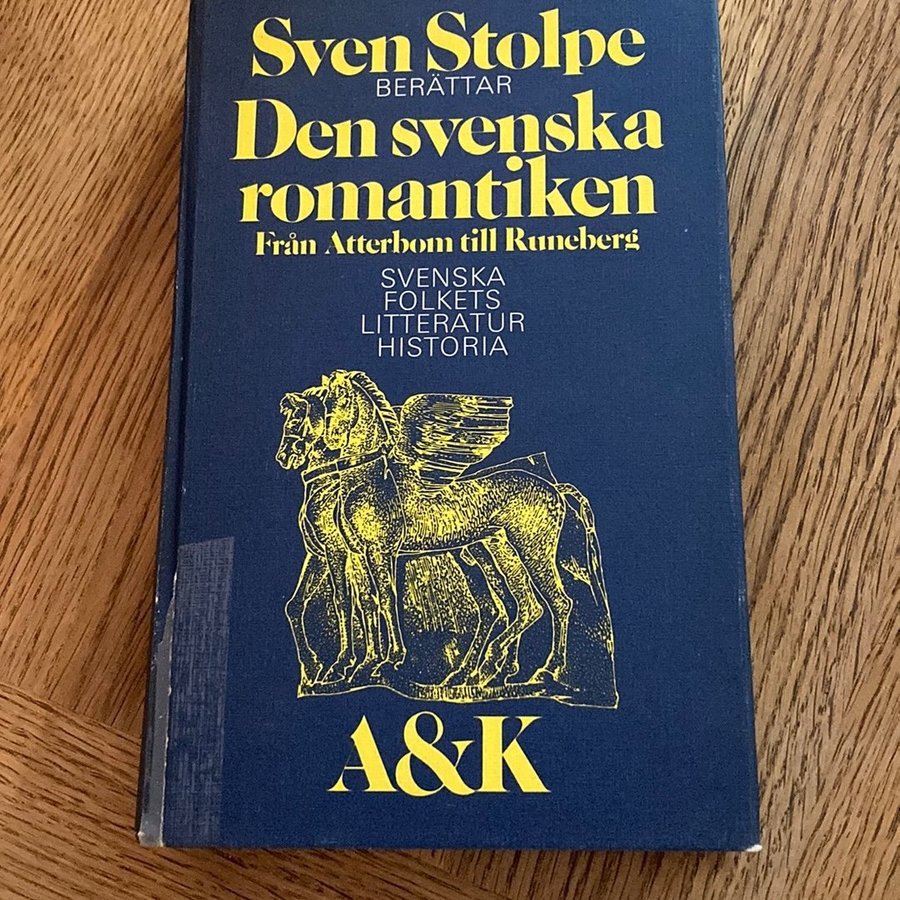 Sven Stolpe
BERÄTTAR
Den svenska
romantiken
Från Atterbom till Runeberg
SVENSKA
FOLKETS
LITTERATUR
HISTORIA
A&K